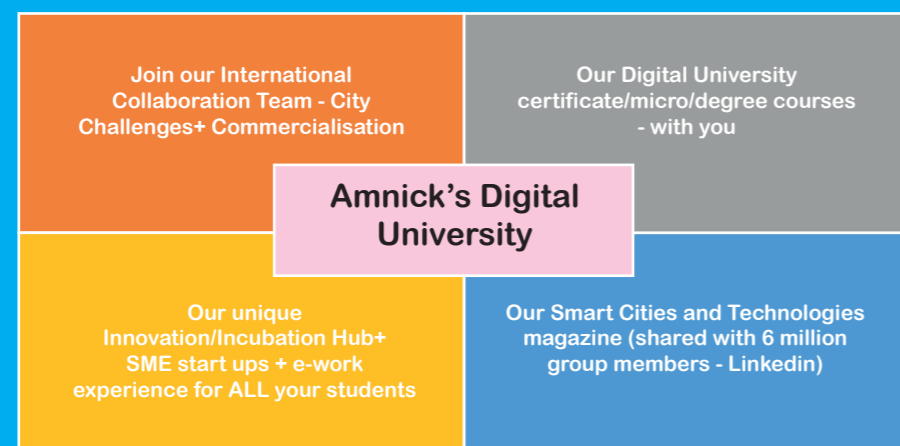 Join our International
Collaboration Team - City
Challenges+ Commercialisation
Our Digital University
certificate/micro/degree courses
- with you
Amnick's Digital
University
Our unique
Innovation/Incubation Hub+
SME start ups + e-work
experience for ALL your students
Our Smart Cities and Technologies
magazine (shared with 6 million
group members - Linkedin)